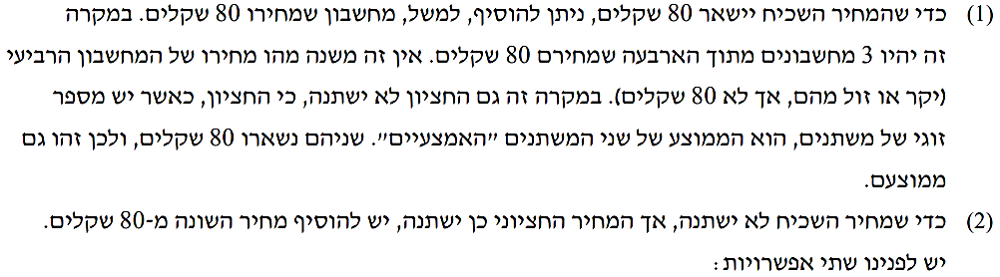 (1) כדי שהמחיר השכיח יישאר 80 שקלים, ניתן להוסיף, למשל, מחשבון שמחירו 80 שקלים. במקרה
זה יהיו 3 מחשבונים מתוך הארבעה שמחירם 80 שקלים. אין זה משנה מהו מחירו של המחשבון הרביעי
(יקר או זול מהם, אך לא 80 שקלים). במקרה זה גם החציון לא ישתנה, כי החציון, כאשר יש מספר
זוגי של משתנים, הוא הממוצע של שני המשתנים "האמצעיים". שניהם נשארו 80 שקלים, ולכן זהו גם
ממוצעם.
(2) כדי שמחיר השכיח לא ישתנה, אך המחיר החציוני כן ישתנה, יש להוסיף מחיר השונה מ-80 שקלים.
יש לפנינו שתי אפשרויות: